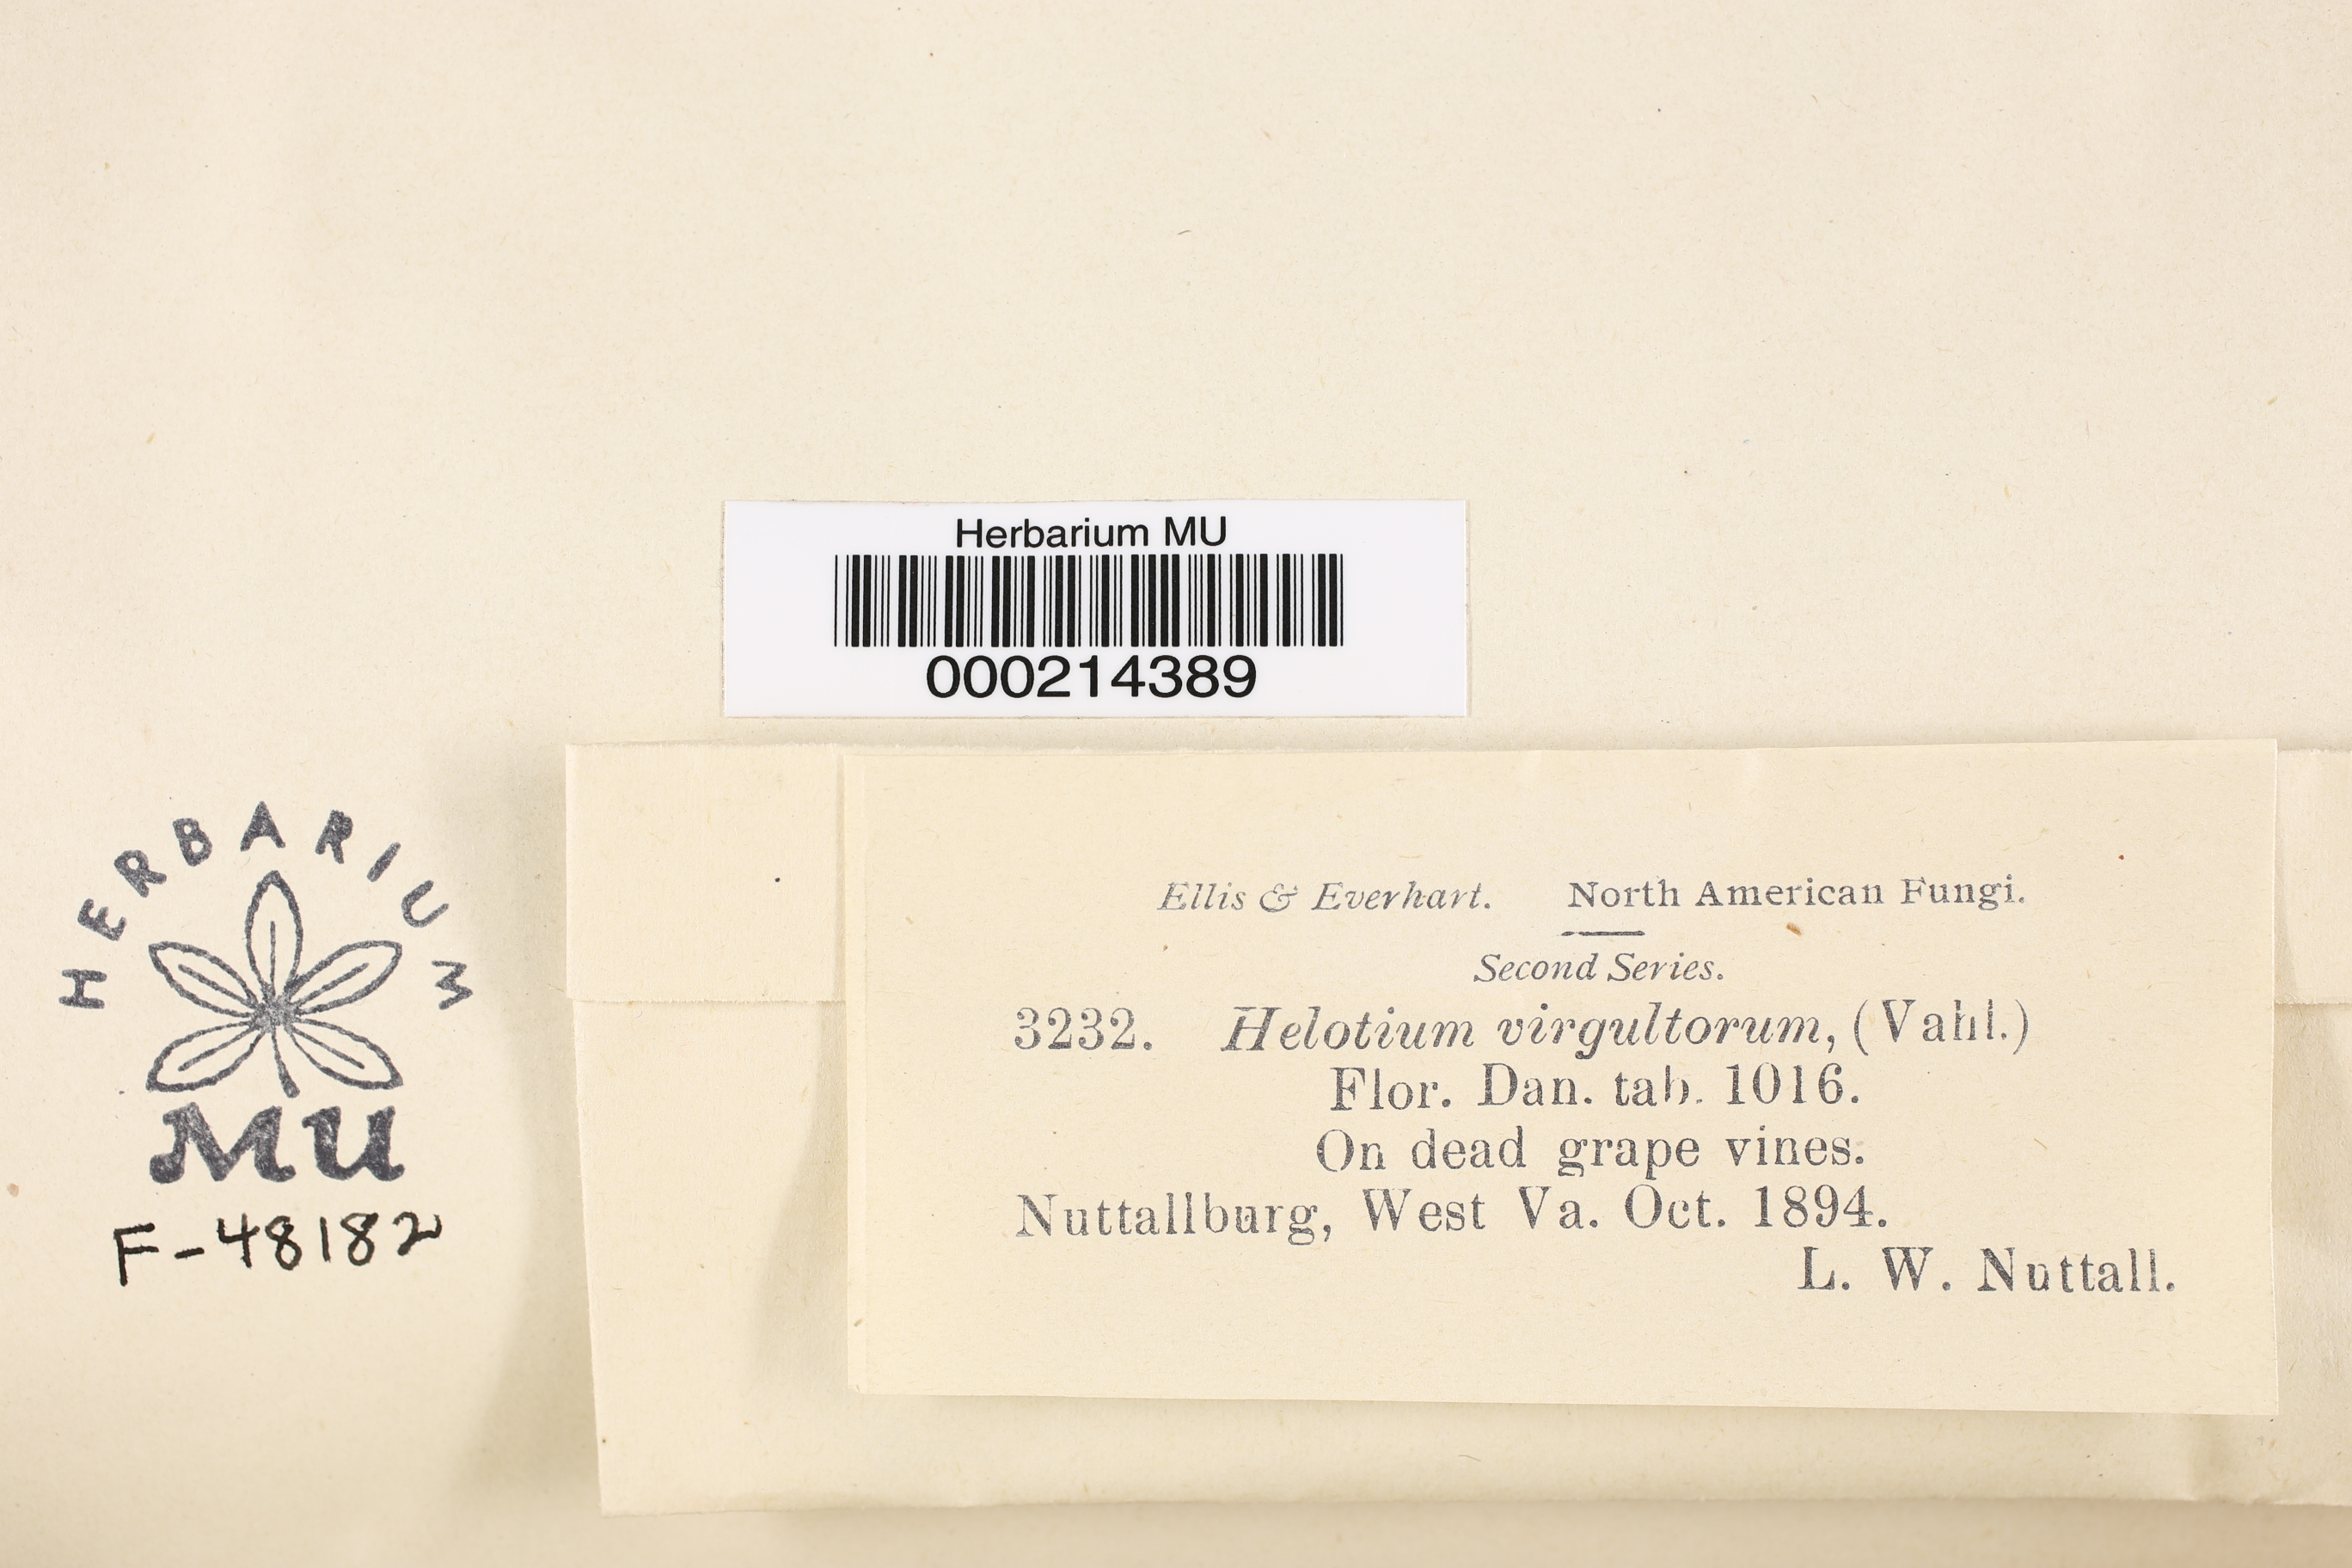 Herbarium MU
000214389
HERBARIUM
MU
F-48182
Ellis & Everhart. North American Fungi.
Second Series.
3232. Helotium virgultorum, (Vahl.)
Flor. Dan. tab. 1016.
On dead grape vines.
Nuttallburg, West Va. Oct. 1894.
L. W. Nuttall.